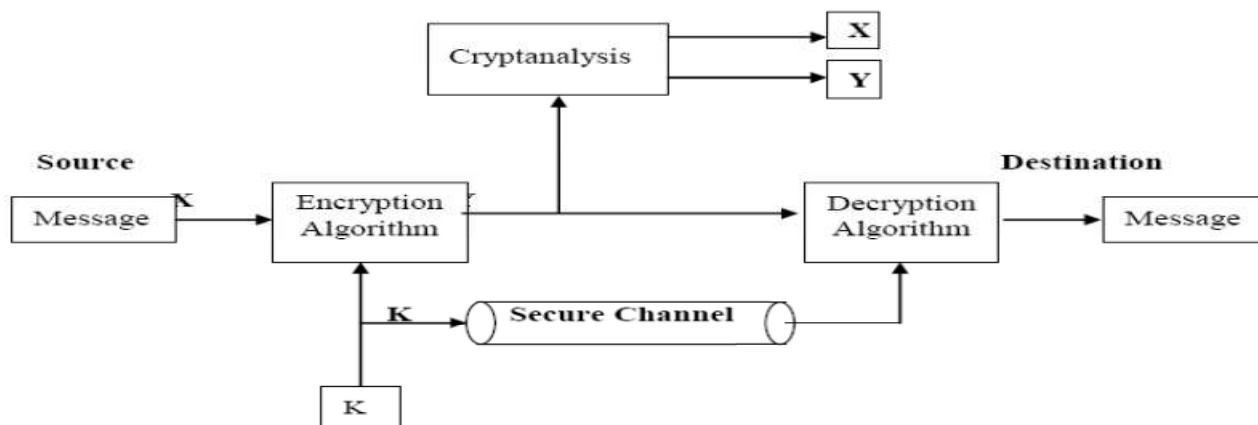 X
Cryptanalysis
Y
Source
Destination
X
Message
Encryption
Algorithm
Decryption
Algorithm
Message
K
Secure Channel
K